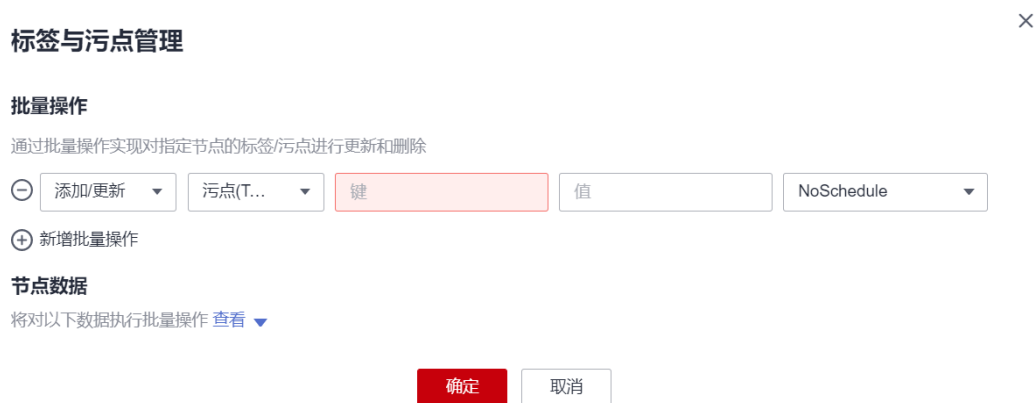 标签与污点管理
批量操作
通过批量操作实现对指定节点的标签/污点进行更新和删除
添加/更新 污点(T... 键 值 NoSchedule
新增批量操作
节点数据
将对以下数据执行批量操作 查看
确定 取消